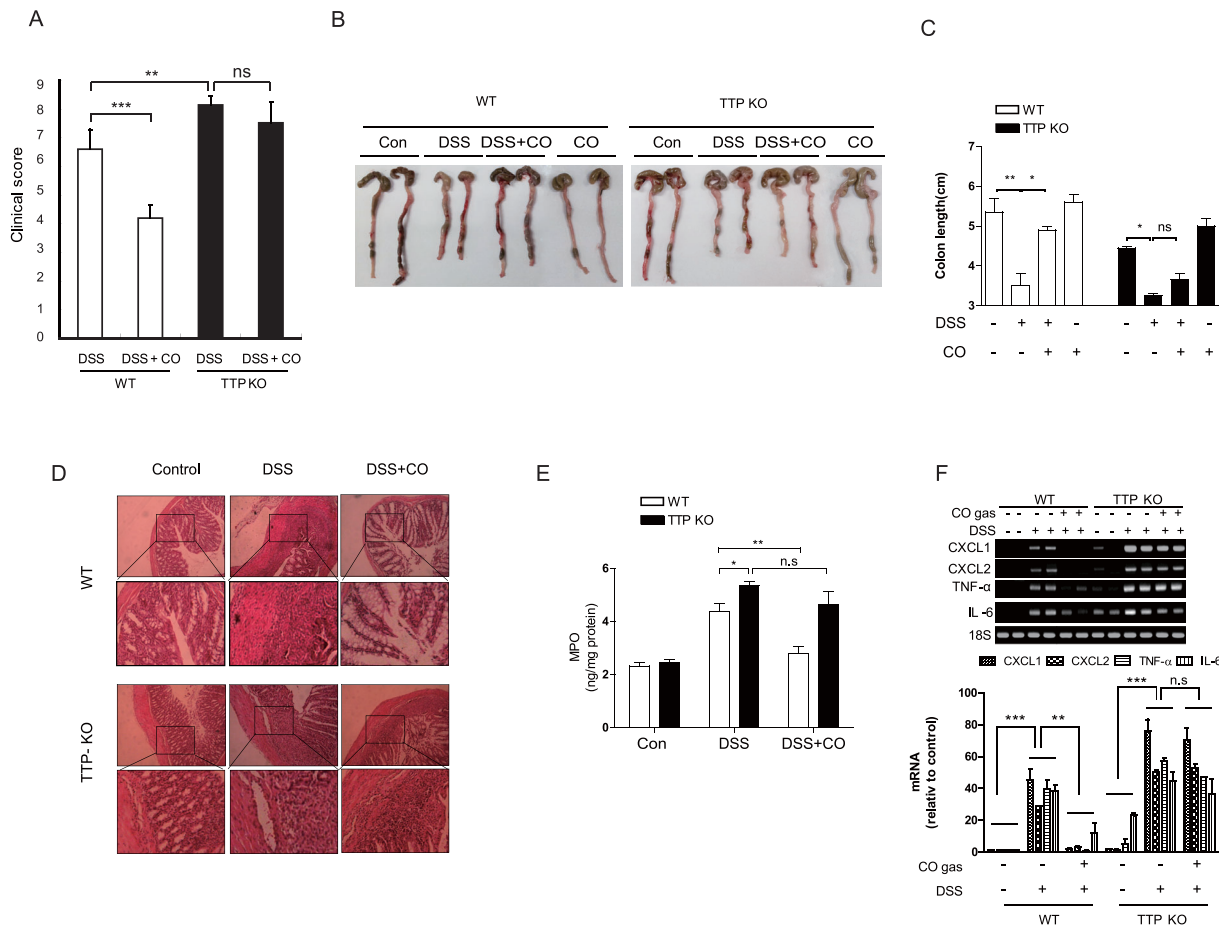 A
Clinical score
9
8
7
6
5
4
3
2
1
0
**
ns
***
DSS
DSS + CO
DSS
DSS + CO
WT
TTP KO
B
WT
TTP KO
Con
DSS
DSS+CO
CO
Con
DSS
DSS+CO
CO
C
WT
TTP KO
Colon length(cm)
6
5
4
3
** *
* ns
DSS - + + - - + + -
CO - - + + - - + +
D
Control
DSS
DSS+CO
WT
TTP- KO
E
WT
TTP KO
MPO
(ng/mg protein)
6
4
2
0
**
*
n.s
Con
DSS
DSS+CO
F
WT
TTP KO
CO gas - - - - + + - - - - + +
DSS - - + + + + - - + + + +
CXCL1
CXCL2
TNF-α
IL -6
18S
CXCL1
CXCL2
TNF-α
IL-6
mRNA
(relative to control)
100
80
60
40
20
0
***
**
***
n.s
CO gas - - + - - +
DSS - + + - + +
WT
TTP KO